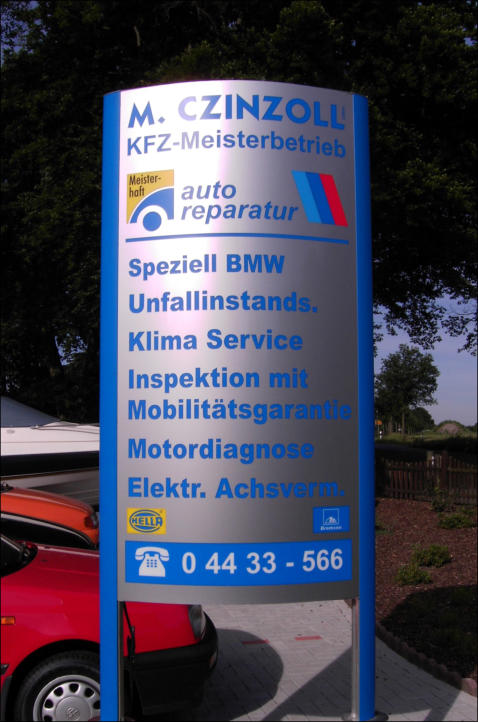 M. CZINZOLL
KFZ-Meisterbetrieb
Meister-
haft
auto
reparatur
Speziell BMW
Unfallinstands.
Klima Service
Inspektion mit
Mobilitätsgarantie
Motordiagnose
Elektr. Achsverm.
HELLA
Bremsen
0 44 33 - 566